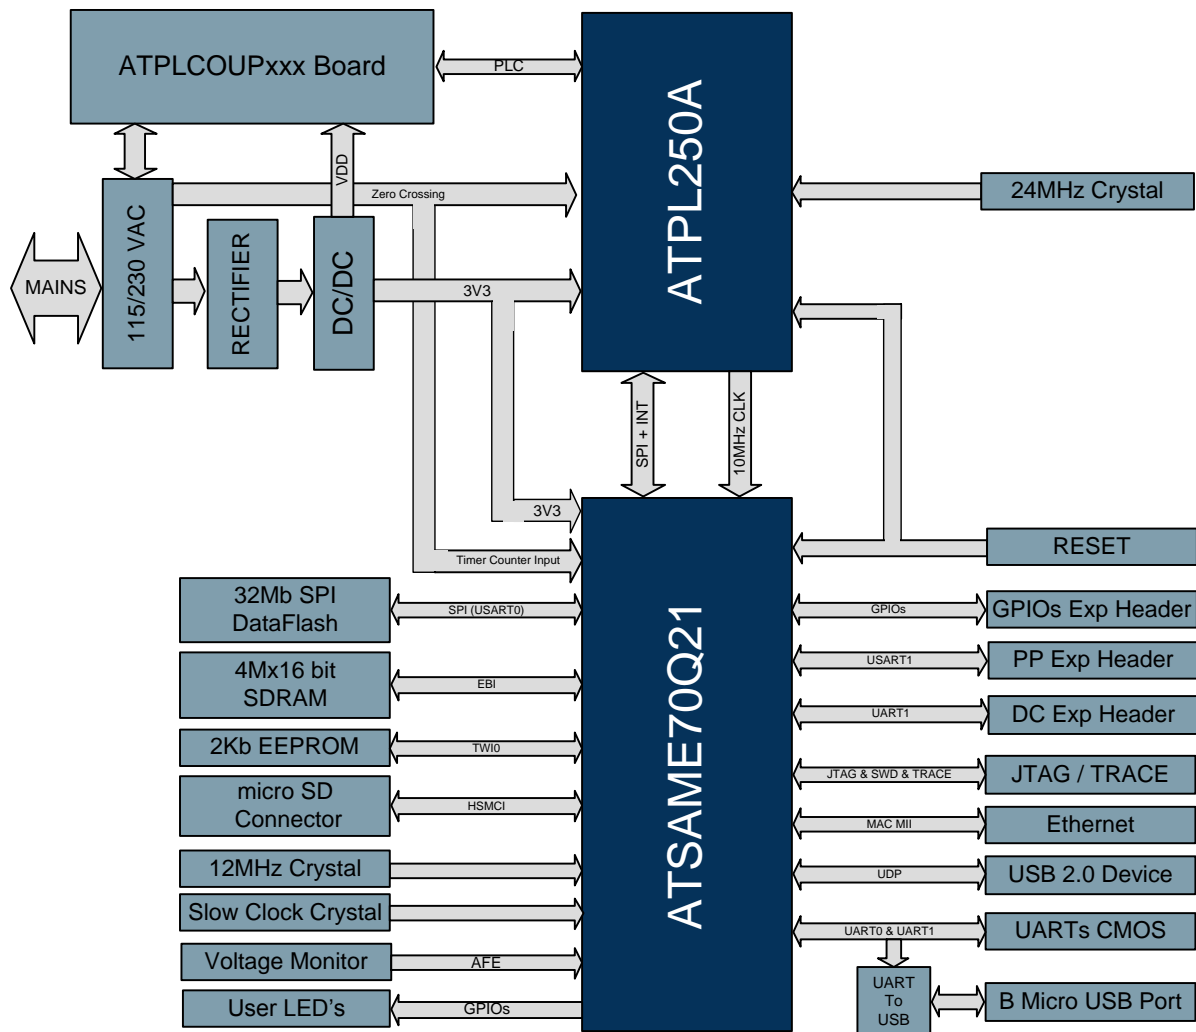 ATPLCOUPxxx Board
PLC
ATPL250A
VDD
Zero Crossing
24MHz Crystal
MAINS
115/230 VAC
RECTIFIER
DC/DC
3V3
SPI + INT
10MHz CLK
3V3
Timer Counter Input
ATSAME70Q21
RESET
32Mb SPI
DataFlash
SPI (USART0)
GPIOs
GPIOs Exp Header
4Mx16 bit
SDRAM
EBI
USART1
PP Exp Header
UART1
DC Exp Header
2Kb EEPROM
TWI0
JTAG & SWD & TRACE
JTAG / TRACE
micro SD
Connector
HSMCI
MAC MII
Ethernet
12MHz Crystal
UDP
USB 2.0 Device
Slow Clock Crystal
UART0 & UART1
UARTs CMOS
Voltage Monitor
AFE
UART
To
USB
B Micro USB Port
User LED's
GPIOs